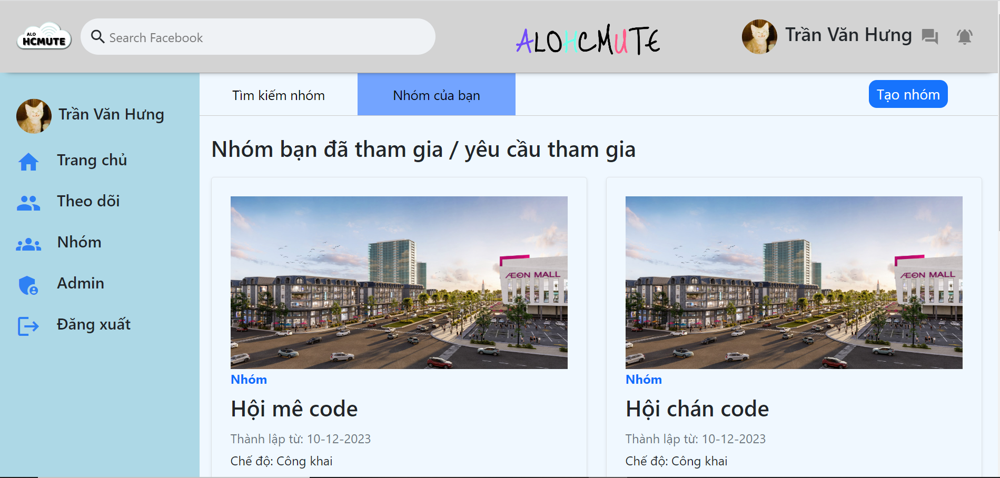 ALO
HCMUTE
Search Facebook
ALOHCMUTE
Trần Văn Hưng
Trần Văn Hưng
Trang chủ
Theo dõi
Nhóm
Admin
Đăng xuất
Tìm kiếm nhóm
Nhóm của bạn
Tạo nhóm
Nhóm bạn đã tham gia / yêu cầu tham gia
ÆON MALL
Nhóm
Hội mê code
Thành lập từ: 10-12-2023
Chế độ: Công khai
ÆON MALL
Nhóm
Hội chán code
Thành lập từ: 10-12-2023
Chế độ: Công khai